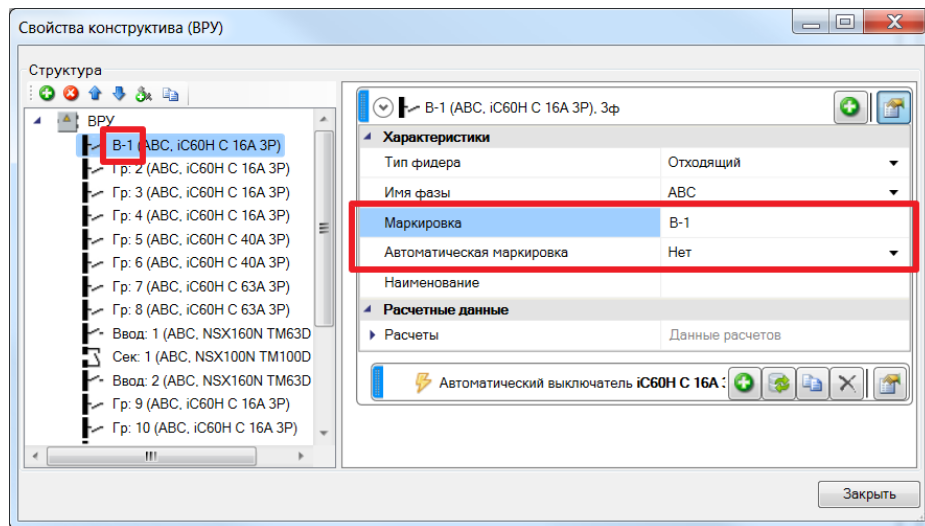 Свойства конструктива (ВРУ)
Структура
ВРУ
В-1 (ABC, iC60H C 16A 3P)
Гр: 2 (ABC, iC60H C 16A 3P)
Гр: 3 (ABC, iC60H C 16A 3P)
Гр: 4 (ABC, iC60H C 16A 3P)
Гр: 5 (ABC, iC60H C 40A 3P)
Гр: 6 (ABC, iC60H C 40A 3P)
Гр: 7 (ABC, iC60H C 63A 3P)
Гр: 8 (ABC, iC60H C 63A 3P)
Ввод: 1 (ABC, NSX160N TM63D
Сек: 1 (ABC, NSX100N TM100D
Ввод: 2 (ABC, NSX160N TM63D
Гр: 9 (ABC, iC60H C 16A 3P)
Гр: 10 (ABC, iC60H C 16A 3P)
В-1 (ABC, iC60H C 16A 3P), 3ф
Характеристики
Тип фидера Отходящий
Имя фазы ABC
Маркировка В-1
Автоматическая маркировка Нет
Наименование
Расчетные данные
Расчеты Данные расчетов
Автоматический выключатель iC60H C 16A :
Закрыть